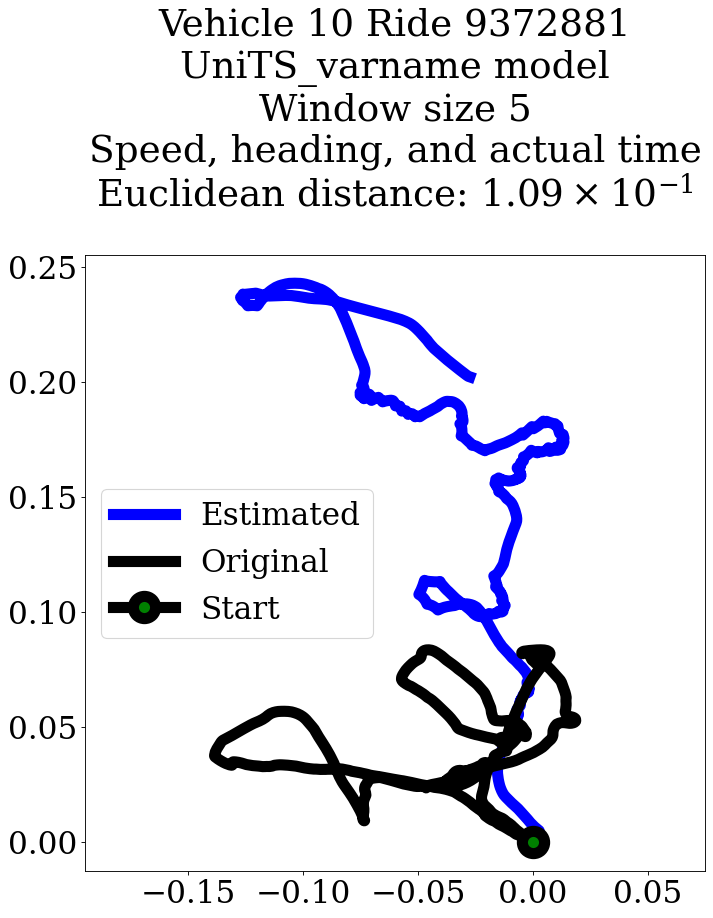 Vehicle 10 Ride 9372881
UniTS_varname model
Window size 5
Speed, heading, and actual time
Euclidean distance: 1.09 × 10⁻¹
0.25
0.20
0.15
0.10
0.05
0.00
Estimated
Original
Start
−0.15 −0.10 −0.05 0.00 0.05